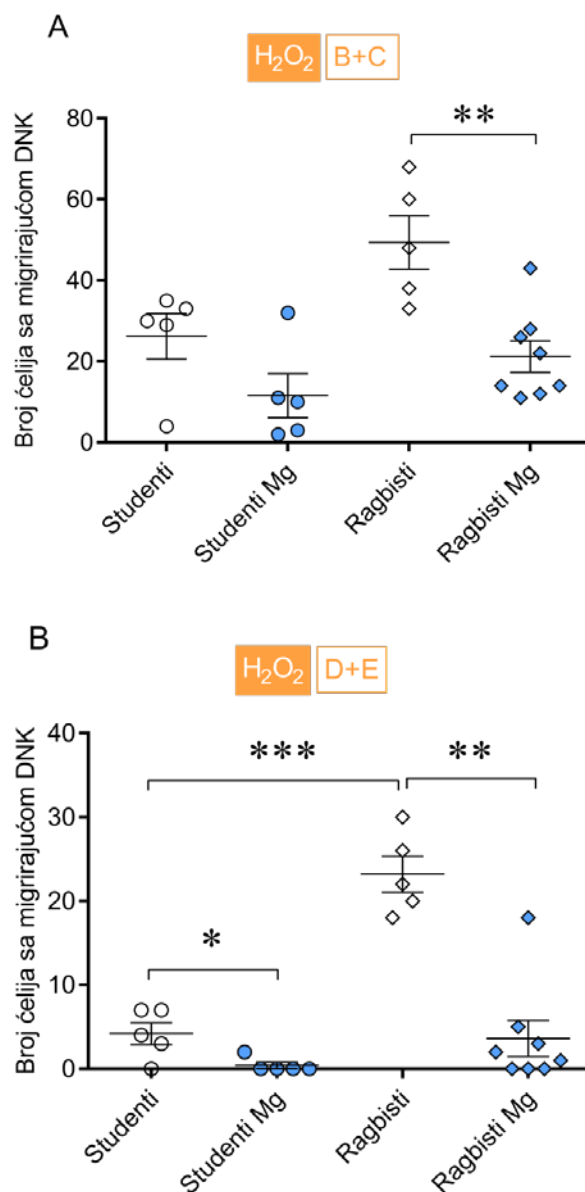 A
H₂O₂ B+C
Broj ćelija sa migrirajućom DNK
80
60
40
20
0
**
Studenti
Studenti Mg
Ragbisti
Ragbisti Mg
B
H₂O₂ D+E
Broj ćelija sa migrirajućom DNK
40
30
20
10
0
***
**
*
Studenti
Studenti Mg
Ragbisti
Ragbisti Mg